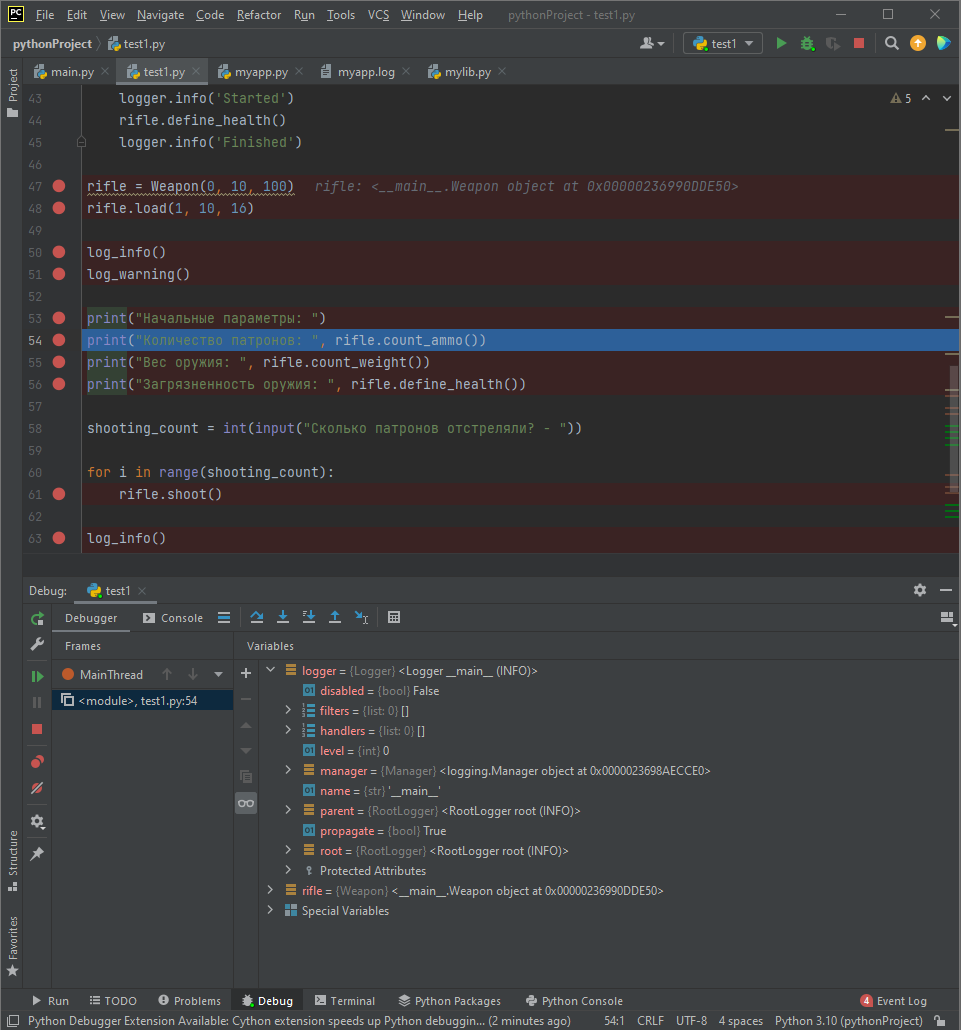 PC File Edit View Navigate Code Refactor Run Tools VCS Window Help pythonProject - test1.py
pythonProject test1.py test1
main.py test1.py myapp.py myapp.log mylib.py
Project
43 logger.info('Started') 5
44 rifle.define_health()
45 logger.info('Finished')
46
47 rifle = Weapon(0, 10, 100) rifle: <__main__.Weapon object at 0x00000236990DDE50>
48 rifle.load(1, 10, 16)
49
50 log_info()
51 log_warning()
52
53 print("Начальные параметры: ")
54 print("Количество патронов: ", rifle.count_ammo())
55 print("Вес оружия: ", rifle.count_weight())
56 print("Загрязненность оружия: ", rifle.define_health())
57
58 shooting_count = int(input("Сколько патронов отстреляли? - "))
59
60 for i in range(shooting_count):
61 rifle.shoot()
62
63 log_info()
Debug: test1
Debugger Console
Frames Variables
MainThread
<module>, test1.py:54
logger = {Logger} <Logger __main__ (INFO)>
disabled = {bool} False
filters = {list: 0} []
handlers = {list: 0} []
level = {int} 0
manager = {Manager} <logging.Manager object at 0x0000023698AECCE0>
name = {str} '__main__'
parent = {RootLogger} <RootLogger root (INFO)>
propagate = {bool} True
root = {RootLogger} <RootLogger root (INFO)>
Protected Attributes
rifle = {Weapon} <__main__.Weapon object at 0x00000236990DDE50>
Special Variables
Structure
Favorites
Run TODO Problems Debug Terminal Python Packages Python Console 4 Event Log
Python Debugger Extension Available: Cython extension speeds up Python debuggin... (2 minutes ago) 54:1 CRLF UTF-8 4 spaces Python 3.10 (pythonProject)